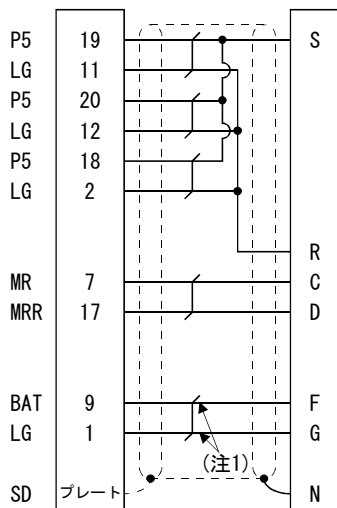 P5 19 S
LG 11
P5 20
LG 12
P5 18
LG 2
R
MR 7 C
MRR 17 D
BAT 9 F
LG 1 G
(注1)
SD プレート N